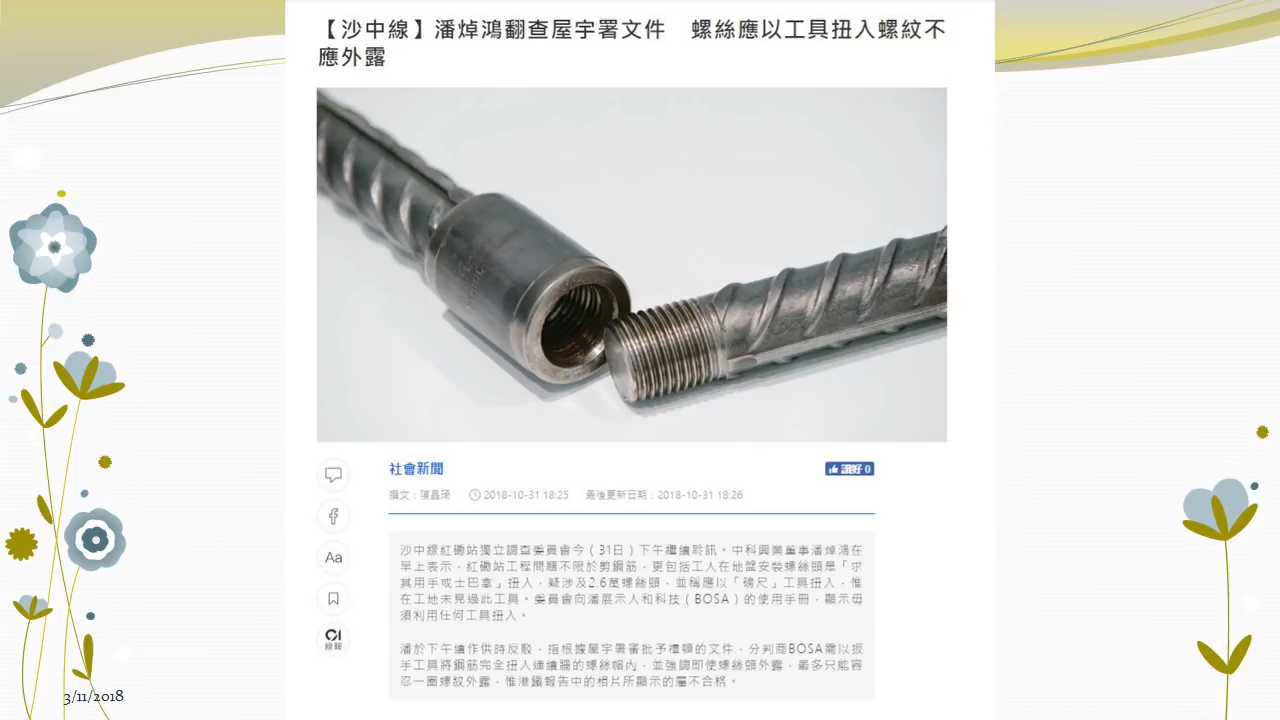 【沙中線】潘焯鴻翻查屋宇署文件　螺絲應以工具扭入螺紋不
應外露
社會新聞
讚好 0
撰文：陳晶琦 2018-10-31 18:25 最後更新日期：2018-10-31 18:26
Aa
沙中線紅磡站獨立調查委員會今（31日）下午繼續聆訊。中科興業董事潘焯鴻在
早上表示，紅磡站工程問題不限於剪鋼筋，更包括工人在地盤安裝螺絲頭是「求
其用手或士巴拿」扭入，疑涉及2.6萬螺絲頭，並稱應以「磅尺」工具扭入，惟
在工地未見過此工具。委員會向潘展示人和科技（BOSA）的使用手冊，顯示毋
須利用任何工具扭入。
線報
潘於下午續作供時反駁，指根據屋宇署審批予禮頓的文件，分判商BOSA需以扳
手工具將鋼筋完全扭入連續牆的螺絲帽內，並強調即使螺絲頭外露，最多只能容
忍一圈螺紋外露，惟港鐵報告中的相片所顯示的屬不合格。
3/11/2018